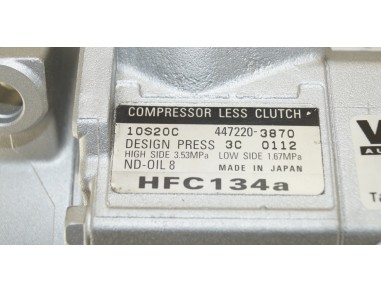 COMPRESSOR LESS CLUTCH
10S20C 447220-3870
DESIGN PRESS 3C 0112
HIGH SIDE 3.53MPa LOW SIDE 1.67MPa
ND-OIL 8 MADE IN JAPAN
HFC134a